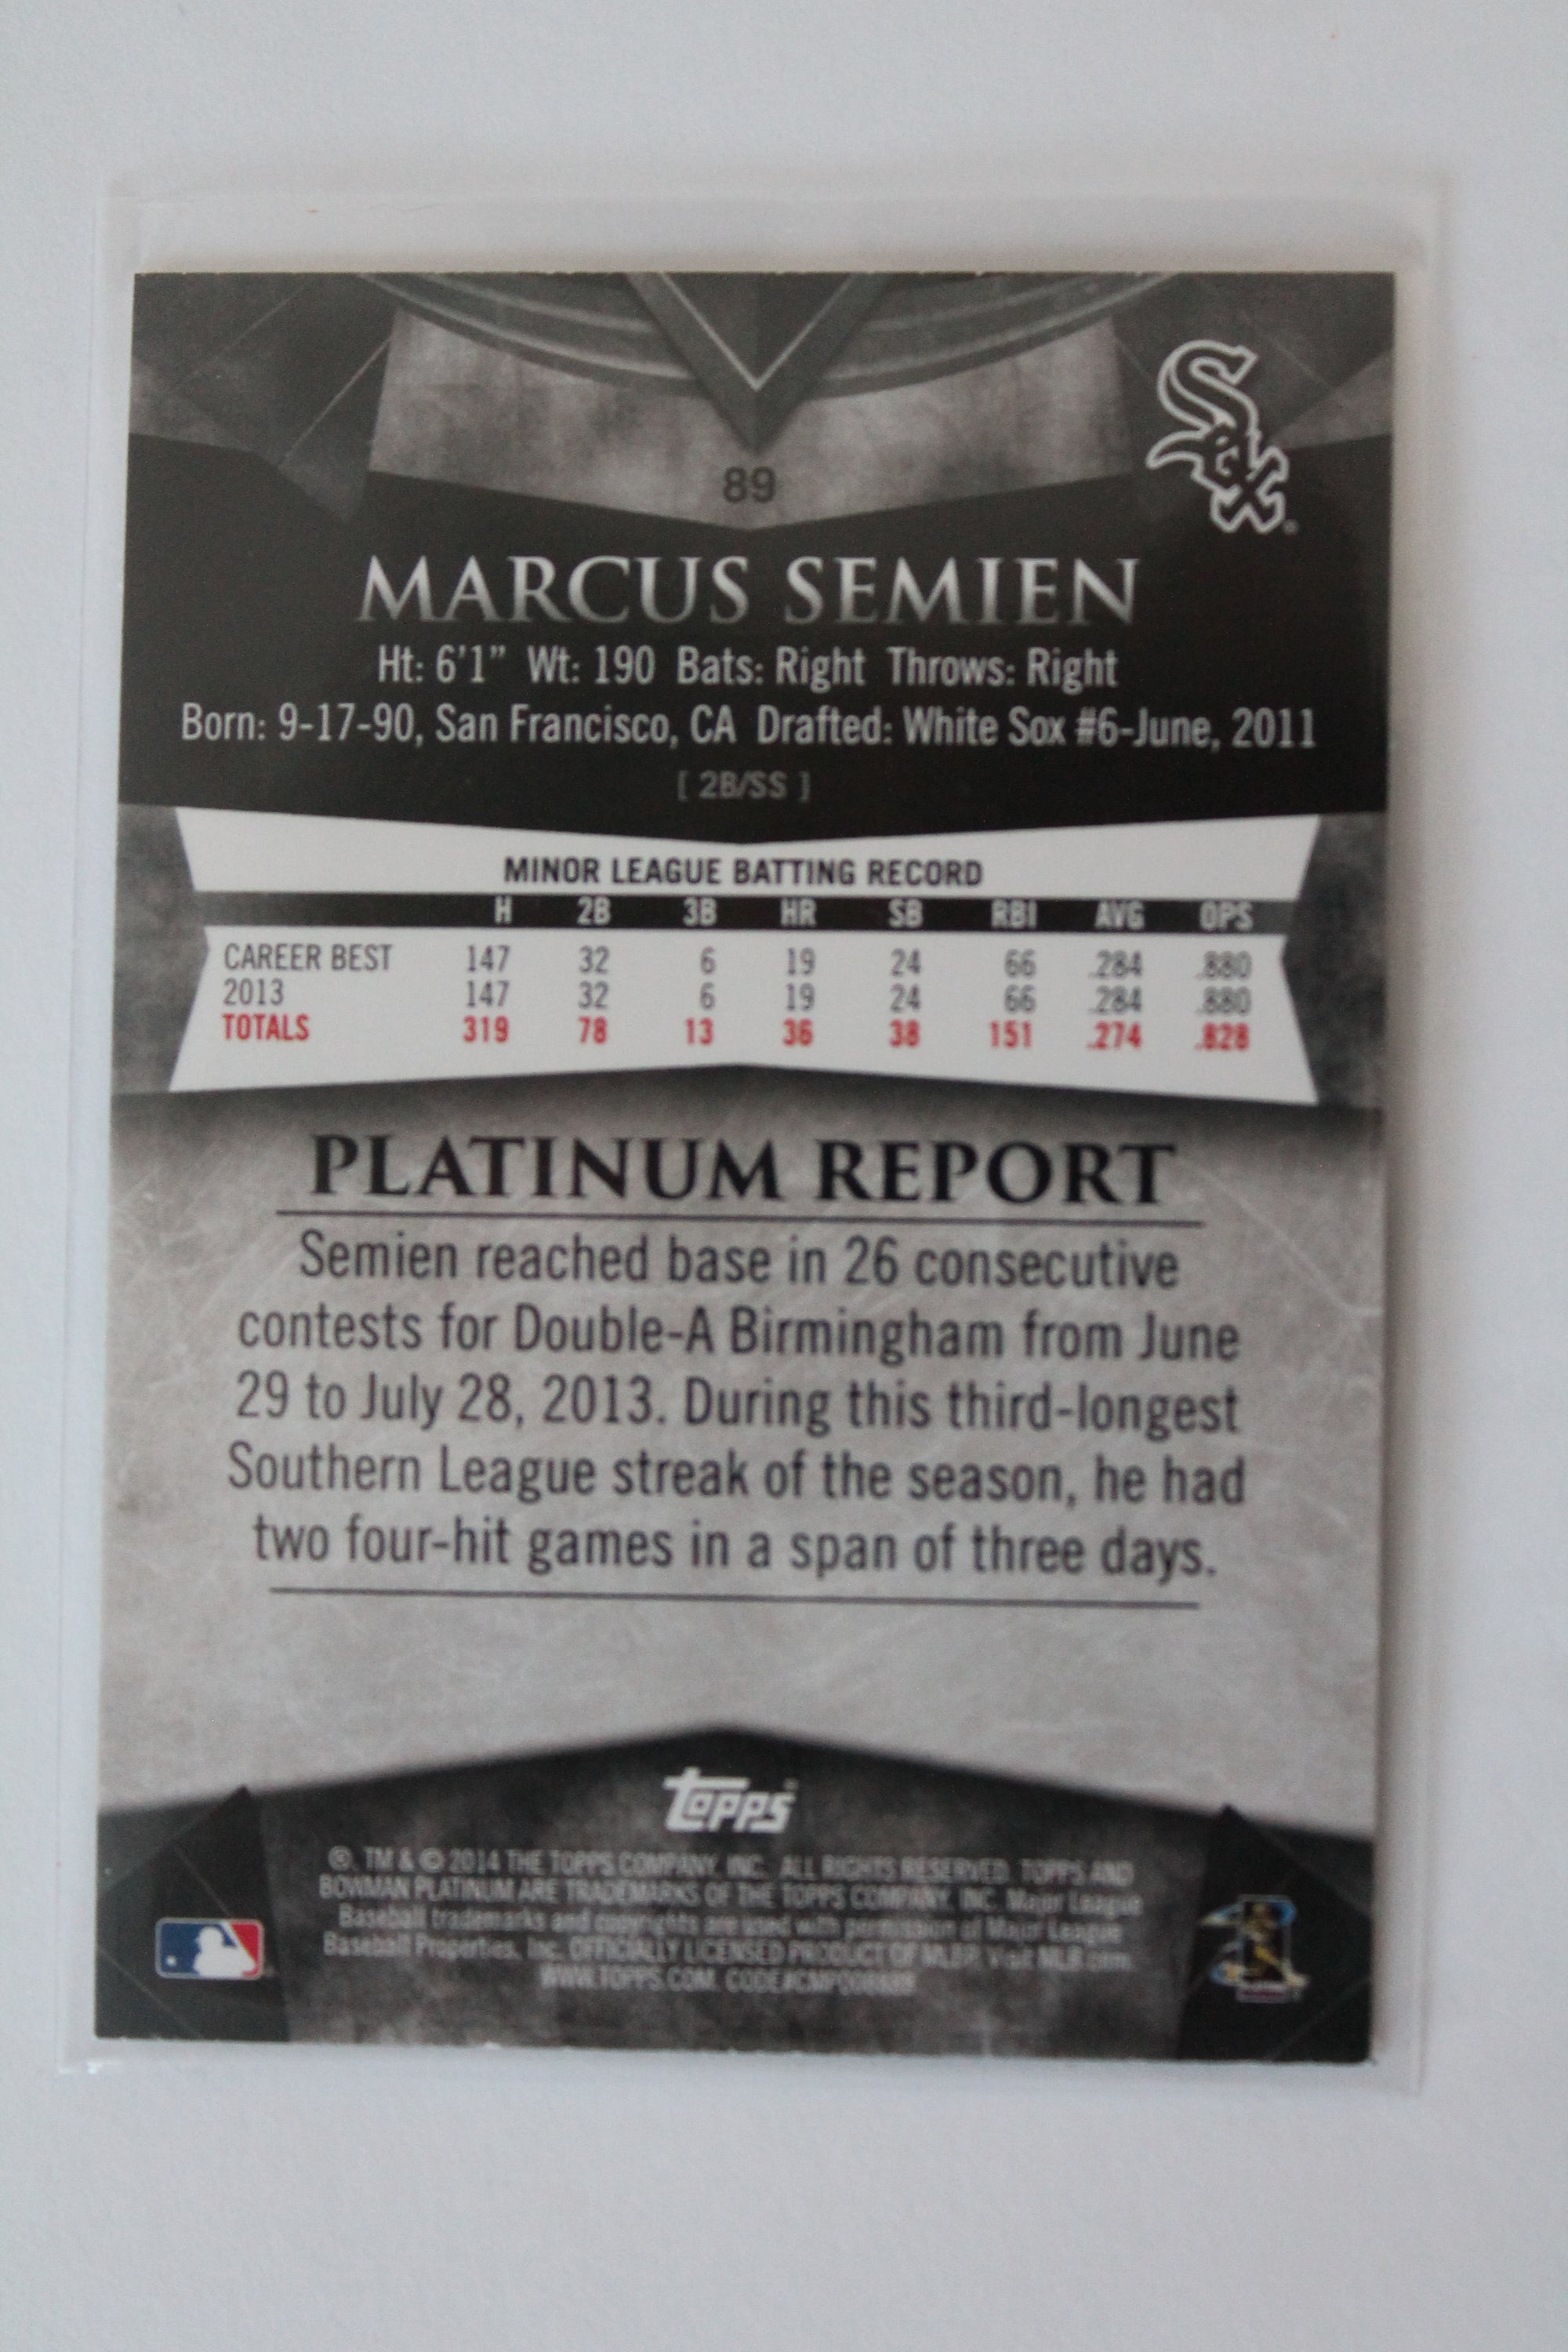 Sox
89
MARCUS SEMIEN
Ht: 6'1" Wt: 190 Bats: Right Throws: Right
Born: 9-17-90, San Francisco, CA Drafted: White Sox #6-June, 2011
[ 2B/SS ]
MINOR LEAGUE BATTING RECORD
H 2B 3B HR SB RBI AVG OPS
CAREER BEST 147 32 6 19 24 66 .284 .880
2013 147 32 6 19 24 66 .284 .880
TOTALS 319 78 13 36 38 151 .274 .828
PLATINUM REPORT
Semien reached base in 26 consecutive
contests for Double-A Birmingham from June
29 to July 28, 2013. During this third-longest
Southern League streak of the season, he had
two four-hit games in a span of three days.
topps
®, TM & © 2014 THE TOPPS COMPANY, INC. ALL RIGHTS RESERVED. TOPPS AND
BOWMAN PLATINUM ARE TRADEMARKS OF THE TOPPS COMPANY, INC. Major League
Baseball trademarks and copyrights are used with permission of Major League
Baseball Properties, Inc. OFFICIALLY LICENSED PRODUCT OF MLBP. Visit MLB.com.
WWW.TOPPS.COM.